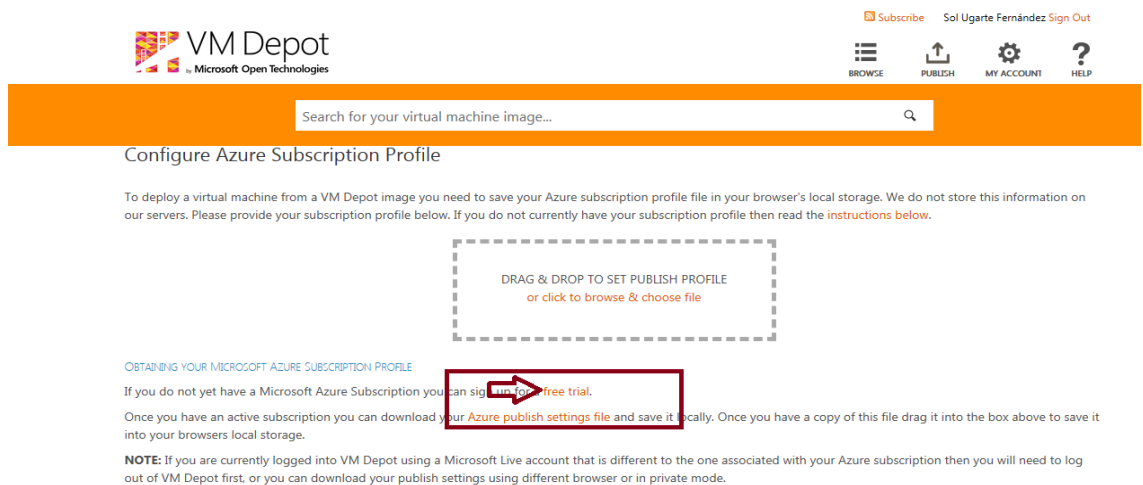 Subscribe Sol Ugarte Fernández Sign Out
VM Depot
by Microsoft Open Technologies
BROWSE PUBLISH MY ACCOUNT HELP
Search for your virtual machine image...
Configure Azure Subscription Profile
To deploy a virtual machine from a VM Depot image you need to save your Azure subscription profile file in your browser's local storage. We do not store this information on
our servers. Please provide your subscription profile below. If you do not currently have your subscription profile then read the instructions below.
DRAG & DROP TO SET PUBLISH PROFILE
or click to browse & choose file
OBTAINING YOUR MICROSOFT AZURE SUBSCRIPTION PROFILE
If you do not yet have a Microsoft Azure Subscription you can sign up for a free trial.
Once you have an active subscription you can download your Azure publish settings file and save it locally. Once you have a copy of this file drag it into the box above to save it
into your browsers local storage.
NOTE: If you are currently logged into VM Depot using a Microsoft Live account that is different to the one associated with your Azure subscription then you will need to log
out of VM Depot first, or you can download your publish settings using different browser or in private mode.